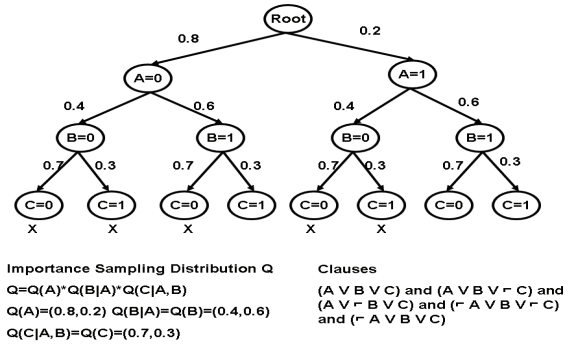 Root
0.8
0.2
A=0
A=1
0.4
0.6
0.4
0.6
B=0
B=1
B=0
B=1
0.7
0.3
0.7
0.3
0.7
0.3
0.7
0.3
C=0
C=1
C=0
C=1
C=0
C=1
C=0
C=1
X
X
X
X
X
Importance Sampling Distribution Q
Q=Q(A)*Q(B|A)*Q(C|A,B)
Q(A)=(0.8,0.2) Q(B|A)=Q(B)=(0.4,0.6)
Q(C|A,B)=Q(C)=(0.7,0.3)
Clauses
(A V B V C) and (A V B V ⌐ C) and
(A V ⌐ B V C) and (⌐ A V B V ⌐ C)
and (⌐ A V B V C)